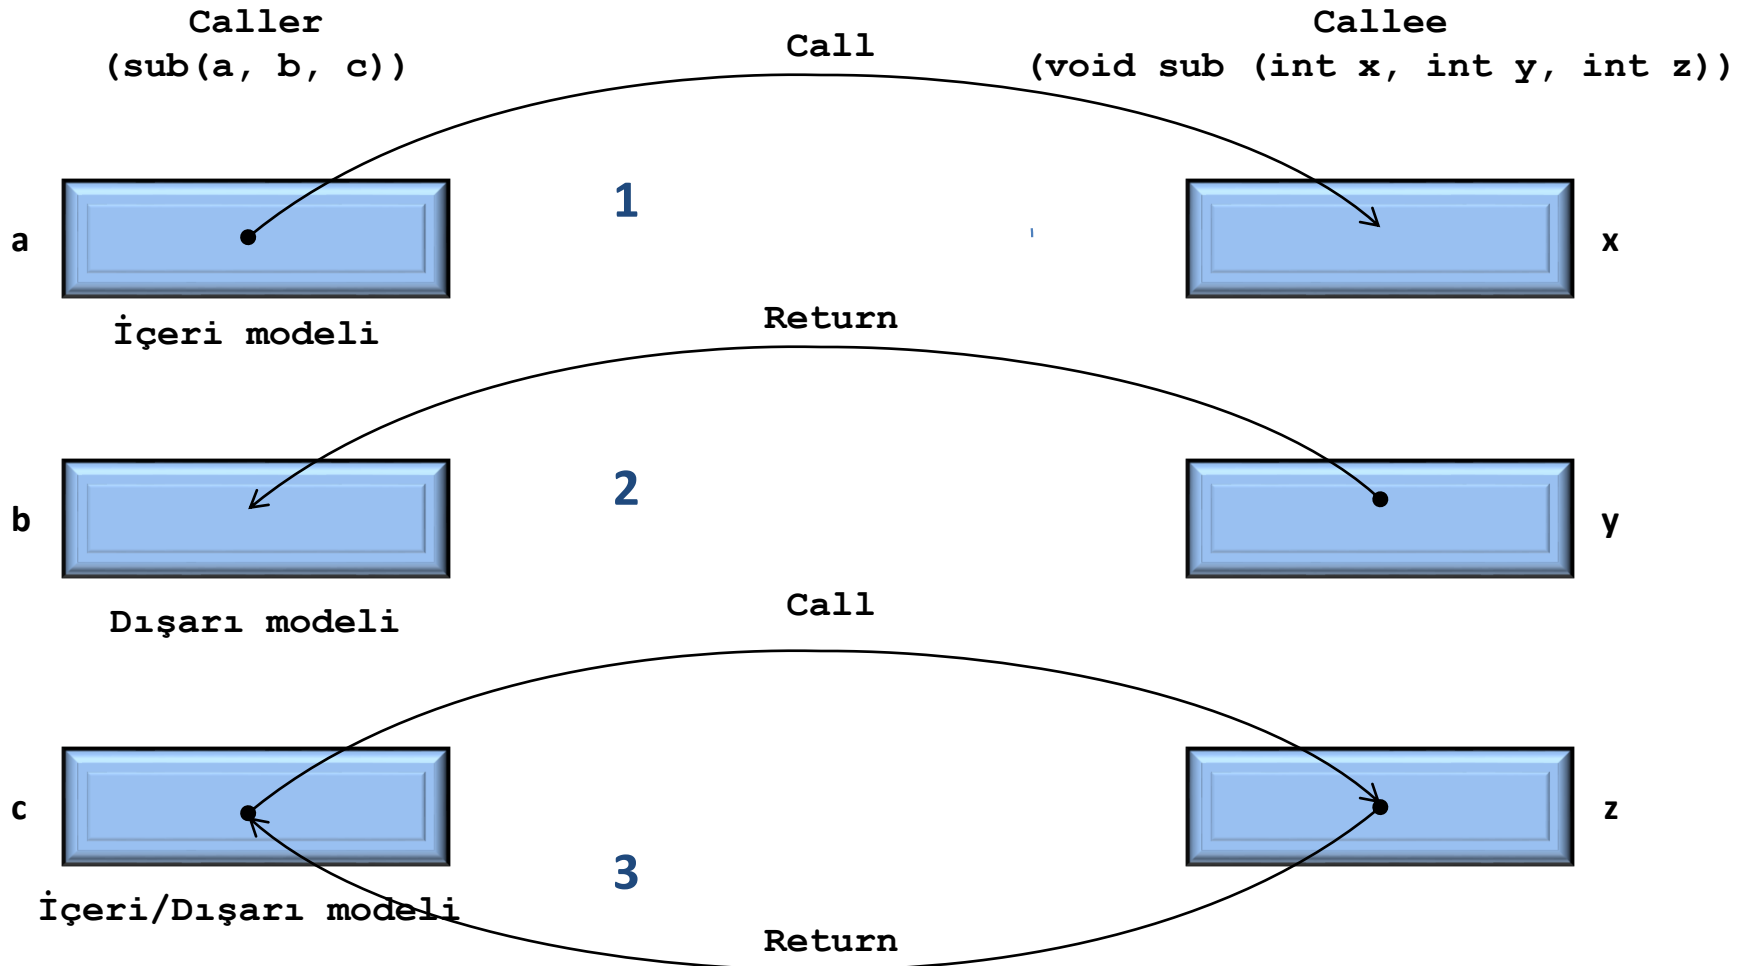 Caller
(sub(a, b, c))
Call
Callee
(void sub (int x, int y, int z))
1
a
x
İçeri modeli
Return
2
b
y
Dışarı modeli
Call
c
z
3
İçeri/Dışarı modeli
Return